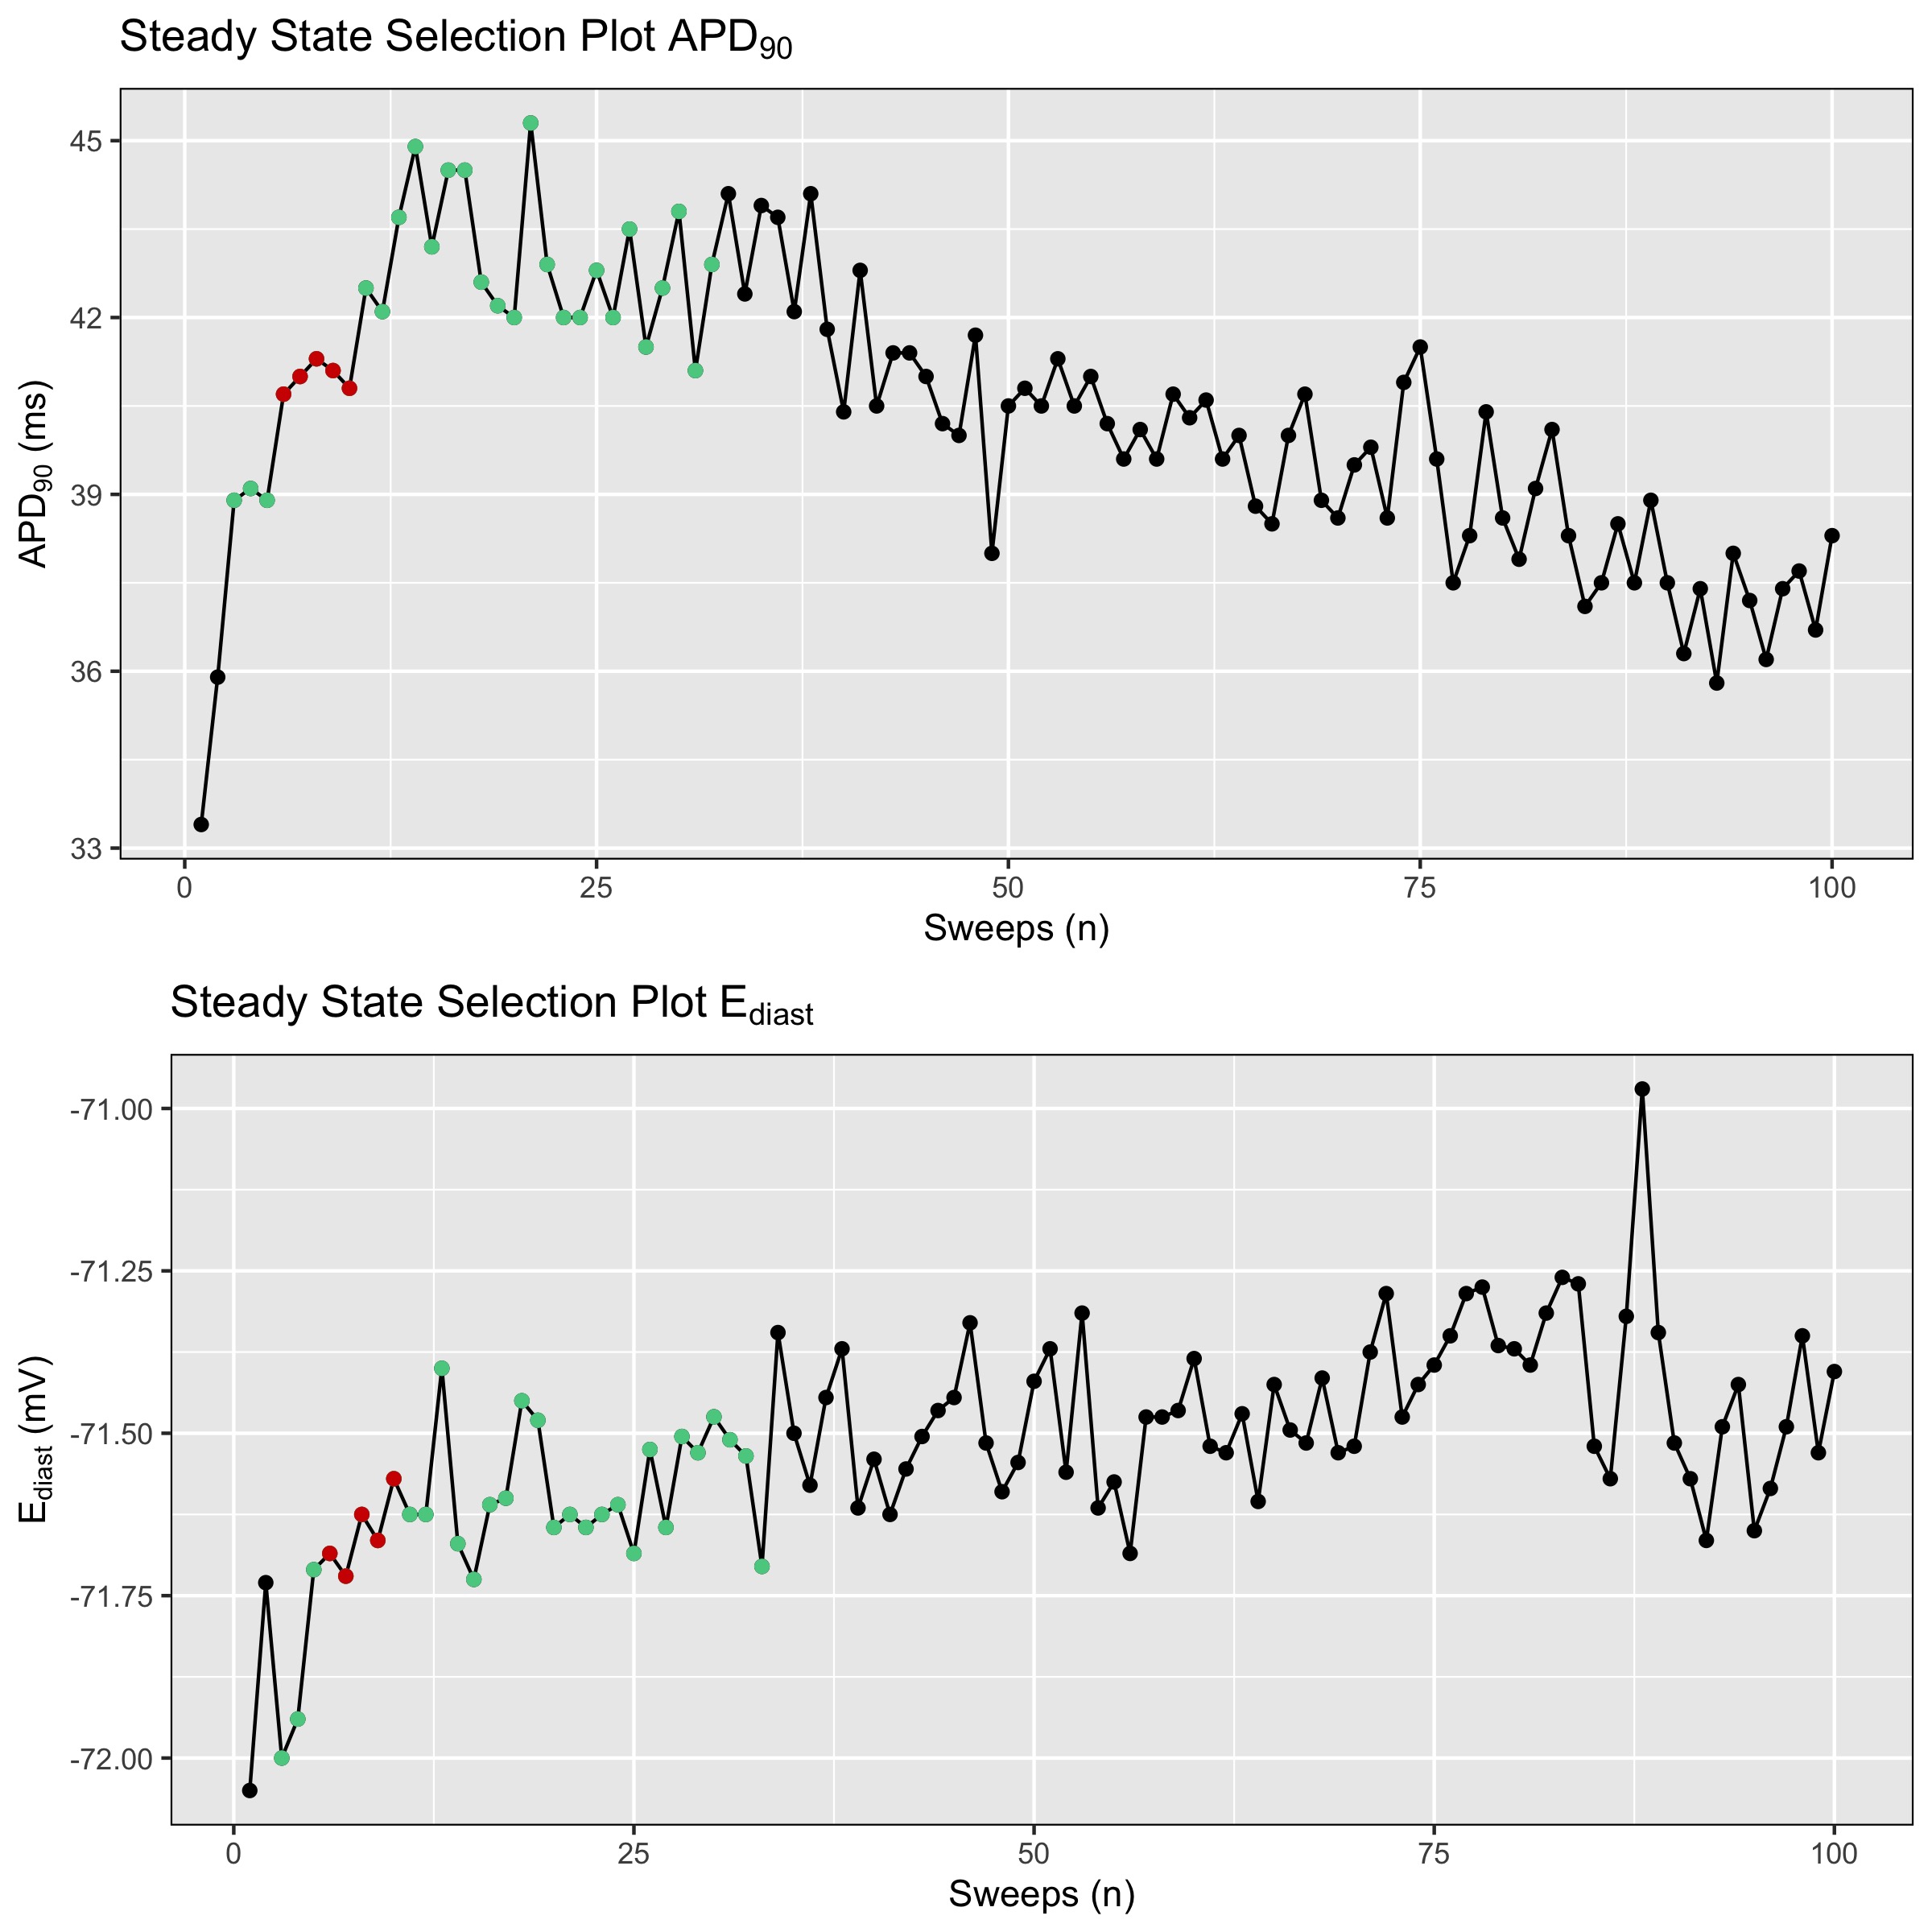 Steady State Selection Plot APD90
45
42
39
36
33
APD90 (ms)
0 25 50 75 100
Sweeps (n)
Steady State Selection Plot Ediast
-71.00
-71.25
-71.50
-71.75
-72.00
Ediast (mV)
0 25 50 75 100
Sweeps (n)